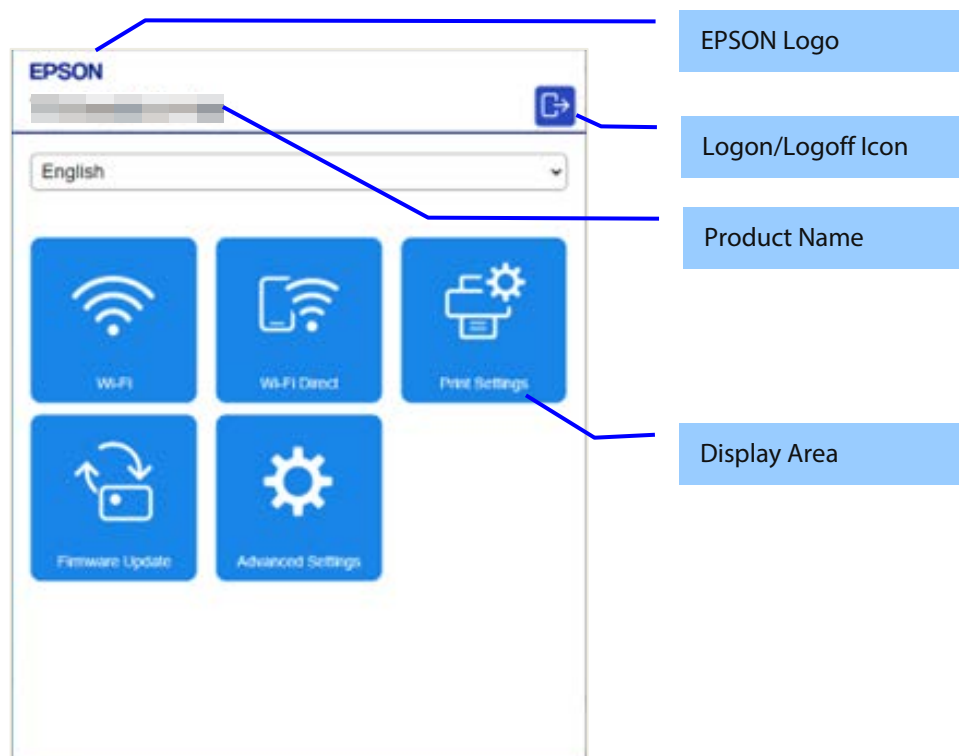 EPSON Logo
EPSON
Logon/Logoff Icon
English
Product Name
Wi-Fi
Wi-Fi Direct
Print Settings
Display Area
Firmware Update
Advanced Settings